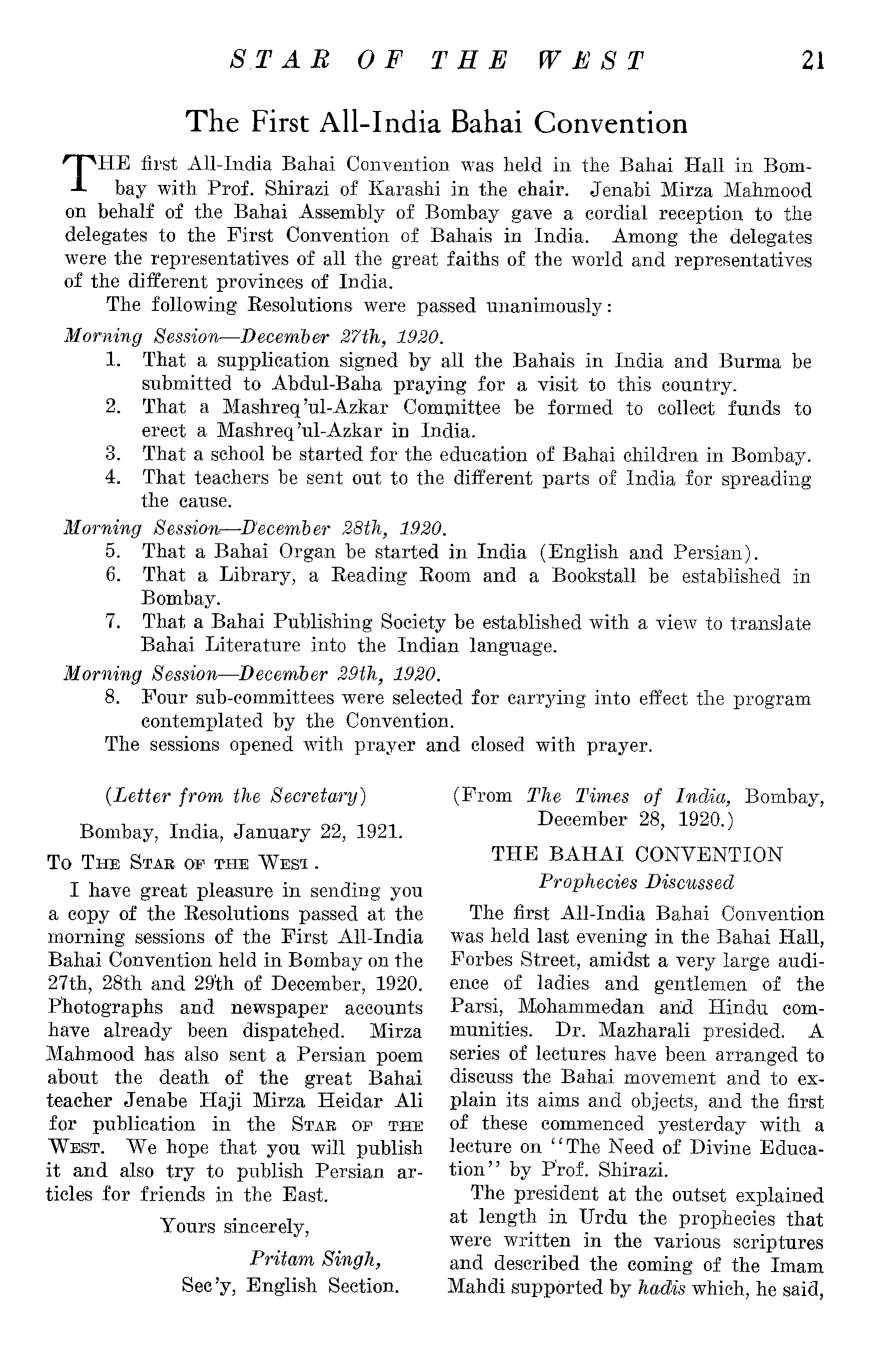 STAR OF THE WEST 21
The First All-India Bahai Convention
THE first All-India Bahai Convention was held in the Bahai Hall in Bom-
bay with Prof. Shirazi of Karashi in the chair. Jenabi Mirza Mahmood
on behalf of the Bahai Assembly of Bombay gave a cordial reception to the
delegates to the First Convention of Bahais in India. Among the delegates
were the representatives of all the great faiths of the world and representatives
of the different provinces of India.
The following Resolutions were passed unanimously:
Morning Session—December 27th, 1920.
1. That a supplication signed by all the Bahais in India and Burma be
submitted to Abdul-Baha praying for a visit to this country.
2. That a Mashreq'ul-Azkar Committee be formed to collect funds to
erect a Mashreq'ul-Azkar in India.
3. That a school be started for the education of Bahai children in Bombay.
4. That teachers be sent out to the different parts of India for spreading
the cause.
Morning Session—December 28th, 1920.
5. That a Bahai Organ be started in India (English and Persian).
6. That a Library, a Reading Room and a Bookstall be established in
Bombay.
7. That a Bahai Publishing Society be established with a view to translate
Bahai Literature into the Indian language.
Morning Session—December 29th, 1920.
8. Four sub-committees were selected for carrying into effect the program
contemplated by the Convention.
The sessions opened with prayer and closed with prayer.
(Letter from the Secretary)
Bombay, India, January 22, 1921.
To THE STAR OF THE WEST.
I have great pleasure in sending you
a copy of the Resolutions passed at the
morning sessions of the First All-India
Bahai Convention held in Bombay on the
27th, 28th and 29th of December, 1920.
Photographs and newspaper accounts
have already been dispatched. Mirza
Mahmood has also sent a Persian poem
about the death of the great Bahai
teacher Jenabe Haji Mirza Heidar Ali
for publication in the STAR OF THE
WEST. We hope that you will publish
it and also try to publish Persian ar-
ticles for friends in the East.
Yours sincerely,
Pritam Singh,
Sec'y, English Section.
(From The Times of India, Bombay,
December 28, 1920.)
THE BAHAI CONVENTION
Prophecies Discussed
The first All-India Bahai Convention
was held last evening in the Bahai Hall,
Forbes Street, amidst a very large audi-
ence of ladies and gentlemen of the
Parsi, Mohammedan and Hindu com-
munities. Dr. Mazharali presided. A
series of lectures have been arranged to
discuss the Bahai movement and to ex-
plain its aims and objects, and the first
of these commenced yesterday with a
lecture on "The Need of Divine Educa-
tion" by Prof. Shirazi.
The president at the outset explained
at length in Urdu the prophecies that
were written in the various scriptures
and described the coming of the Imam
Mahdi supported by hadis which, he said,